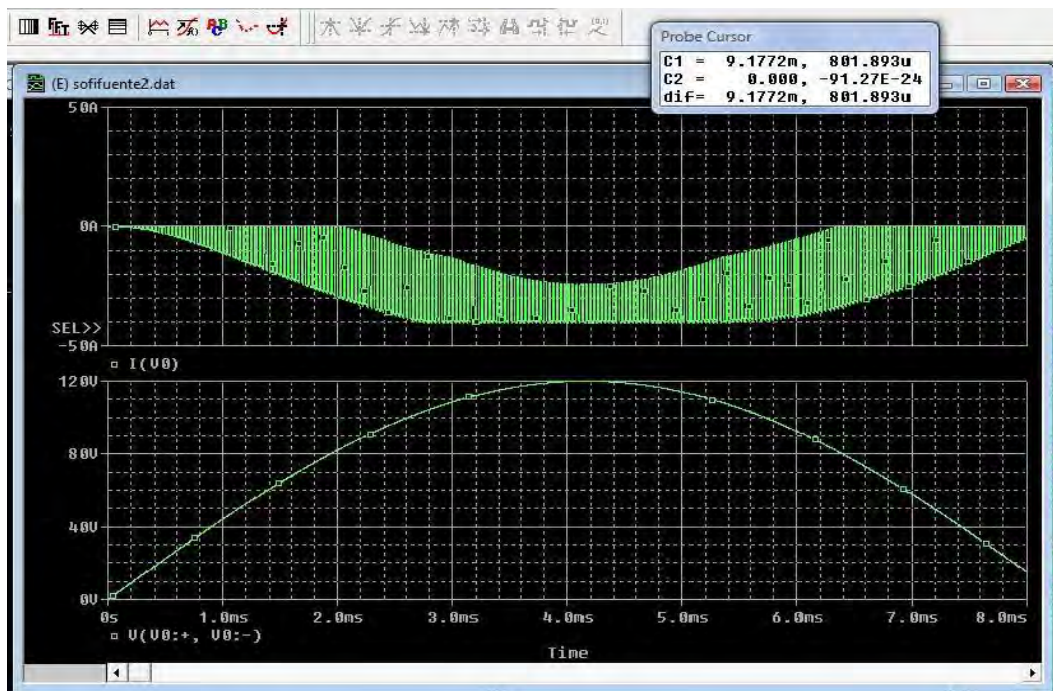 FFT
Probe Cursor
C1 = 9.1772m, 801.893u
C2 = 0.000, -91.27E-24
dif= 9.1772m, 801.893u
(E) sofifuente2.dat
50A
0A
SEL>>
-50A
I(V0)
120V
80V
40V
0V
0s 1.0ms 2.0ms 3.0ms 4.0ms 5.0ms 6.0ms 7.0ms 8.0ms
V(V0:+, V0:-)
Time